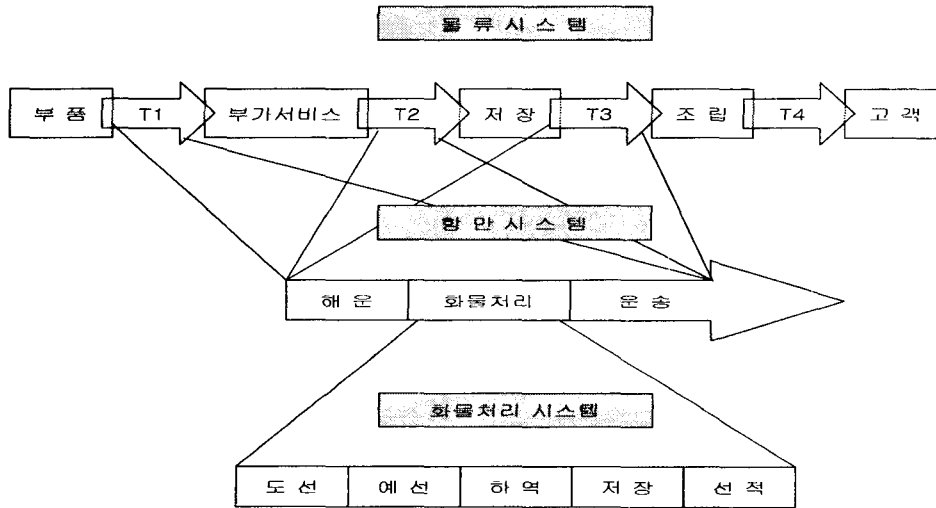 물 류 시 스 템
부 품 T1 부가서비스 T2 저 장 T3 조 립 T4 고 객
항 만 시 스 템
해 운 화물처리 운 송
화물처리 시스템
도 선 예 선 하 역 저 장 선 적